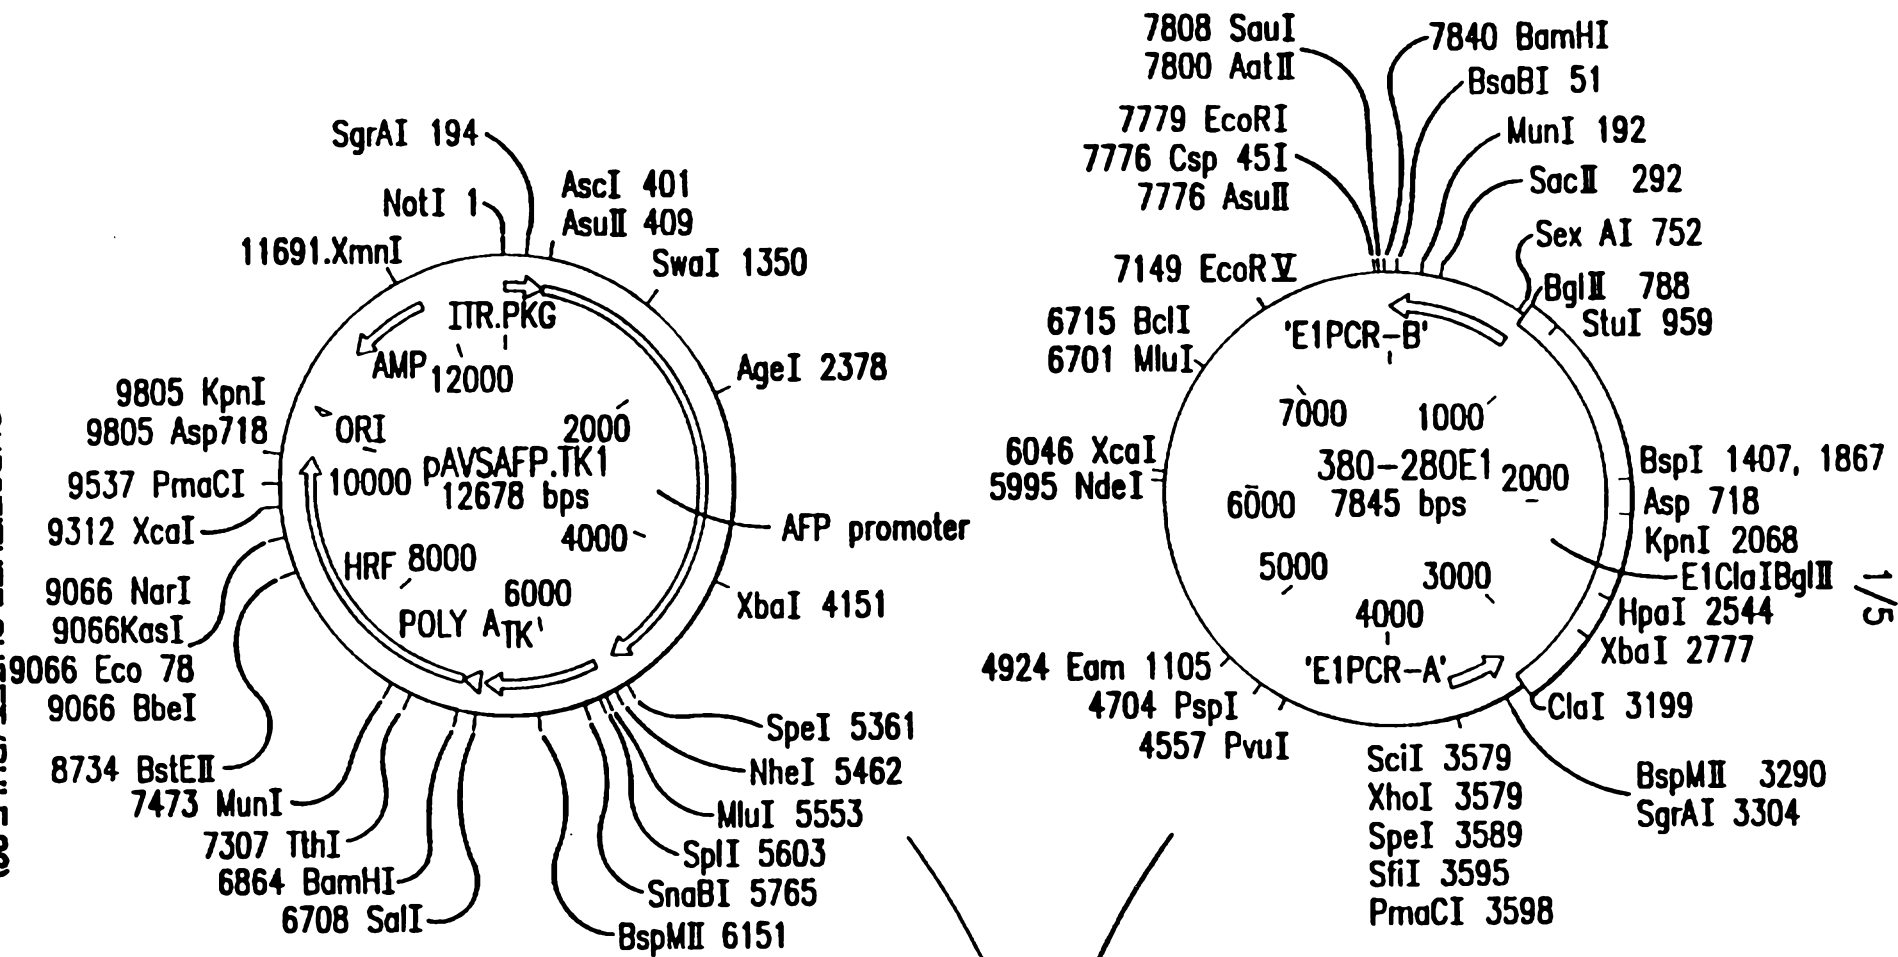 SgrAI 194
NotI 1
AscI 401
AsuII 409
11691.XmnI
SwaI 1350
ITR.PKG
AMP
12000
AgeI 2378
9805 KpnI
9805 Asp718
ORI
2000
pAVSAFP.TK1
12678 bps
10000
9537 PmaCI
9312 XcaI
4000
AFP promoter
HRF
8000
6000
POLY A
TK'
XbaI 4151
9066 NarI
9066KasI
9066 Eco 78
9066 BbeI
8734 BstEII
7473 MunI
7307 TthI
6864 BamHI
6708 SalI
SpeI 5361
NheI 5462
MluI 5553
SplI 5603
SnaBI 5765
BspMII 6151
7808 SauI
7800 AatII
7840 BamHI
BsaBI 51
7779 EcoRI
7776 Csp 45I
7776 AsuII
MunI 192
SacII 292
Sex AI 752
7149 EcoRV
BglII 788
StuI 959
6715 BclI
6701 MluI
'E1PCR-B'
7000
1000
6046 XcaI
5995 NdeI
380-280E1
7845 bps
2000
6000
BspI 1407, 1867
Asp 718
KpnI 2068
E1ClaIBglII
5000
3000
4000
HpaI 2544
XbaI 2777
'E1PCR-A'
4924 Eam 1105
4704 PspI
4557 PvuI
ClaI 3199
SciI 3579
XhoI 3579
SpeI 3589
SfiI 3595
PmaCI 3598
BspMII 3290
SgrAI 3304
1/5